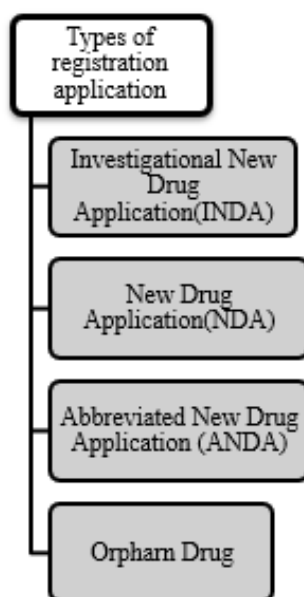 Types of
registration
application
Investigational New
Drug
Application(INDA)
New Drug
Application(NDA)
Abbreviated New Drug
Application (ANDA)
Orpharn Drug